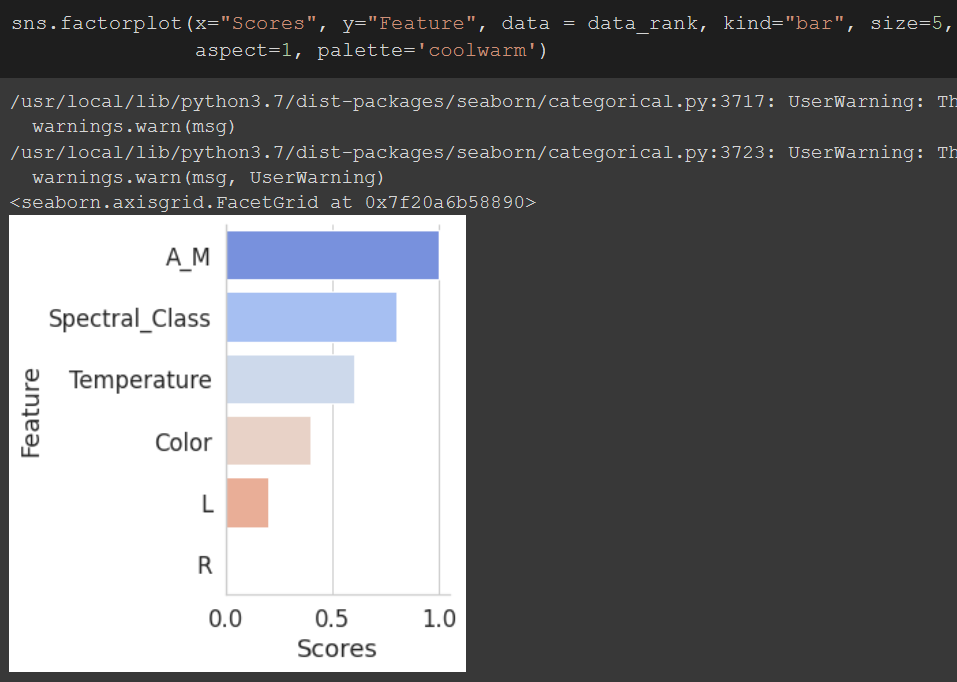 sns.factorplot(x="Scores", y="Feature", data = data_rank, kind="bar", size=5,
aspect=1, palette='coolwarm')
/usr/local/lib/python3.7/dist-packages/seaborn/categorical.py:3717: UserWarning: Th
warnings.warn(msg)
/usr/local/lib/python3.7/dist-packages/seaborn/categorical.py:3723: UserWarning: Th
warnings.warn(msg, UserWarning)
<seaborn.axisgrid.FacetGrid at 0x7f20a6b58890>
A_M
Spectral_Class
Temperature
Color
L
R
Feature
0.0 0.5 1.0
Scores